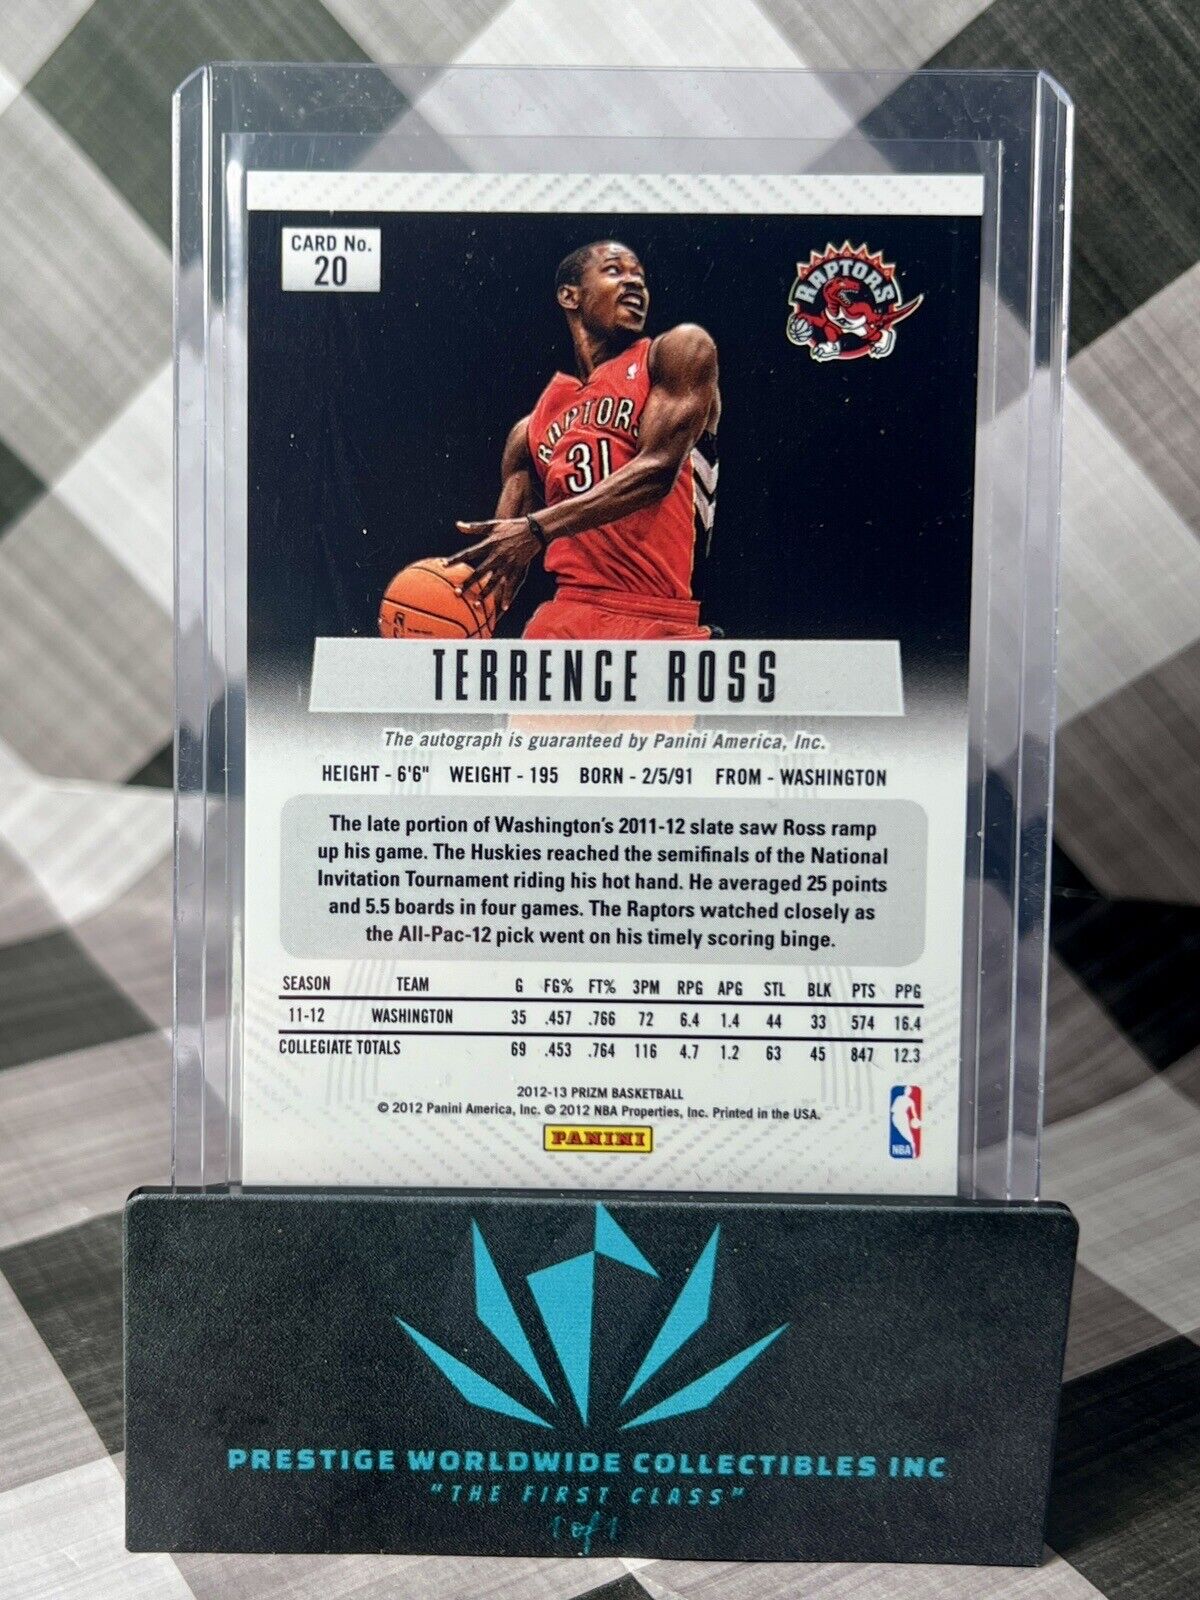 CARD No.
20
RAPTORS
RAPTORS
31
TERRENCE ROSS
The autograph is guaranteed by Panini America, Inc.
HEIGHT - 6'6" WEIGHT - 195 BORN - 2/5/91 FROM - WASHINGTON
The late portion of Washington's 2011-12 slate saw Ross ramp
up his game. The Huskies reached the semifinals of the National
Invitation Tournament riding his hot hand. He averaged 25 points
and 5.5 boards in four games. The Raptors watched closely as
the All-Pac-12 pick went on his timely scoring binge.
SEASON TEAM G FG% FT% 3PM RPG APG STL BLK PTS PPG
11-12 WASHINGTON 35 .457 .766 72 6.4 1.4 44 33 574 16.4
COLLEGIATE TOTALS 69 .453 .764 116 4.7 1.2 63 45 847 12.3
2012-13 PRIZM BASKETBALL
© 2012 Panini America, Inc. © 2012 NBA Properties, Inc. Printed in the USA.
PANINI
NBA
PRESTIGE WORLDWIDE COLLECTIBLES INC
"THE FIRST CLASS"
1 of 1